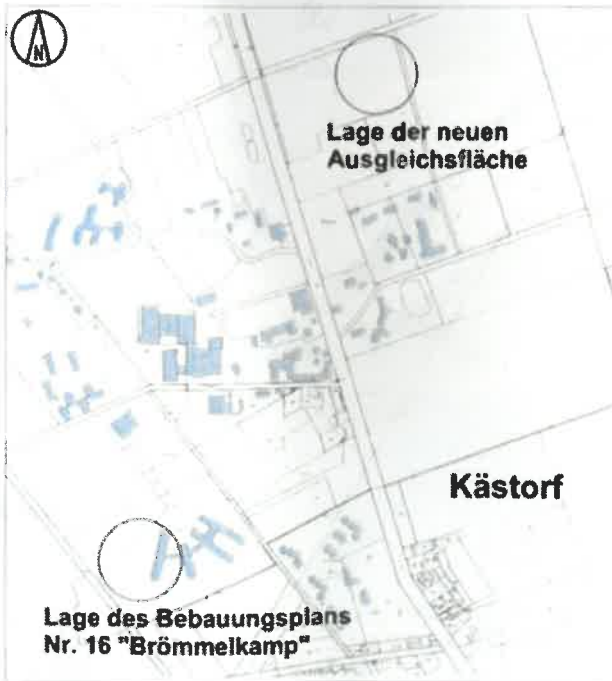 N
Lage der neuen
Ausgleichsfläche
Kästorf
Lage des Bebauungsplans
Nr. 16 "Brömmelkamp"